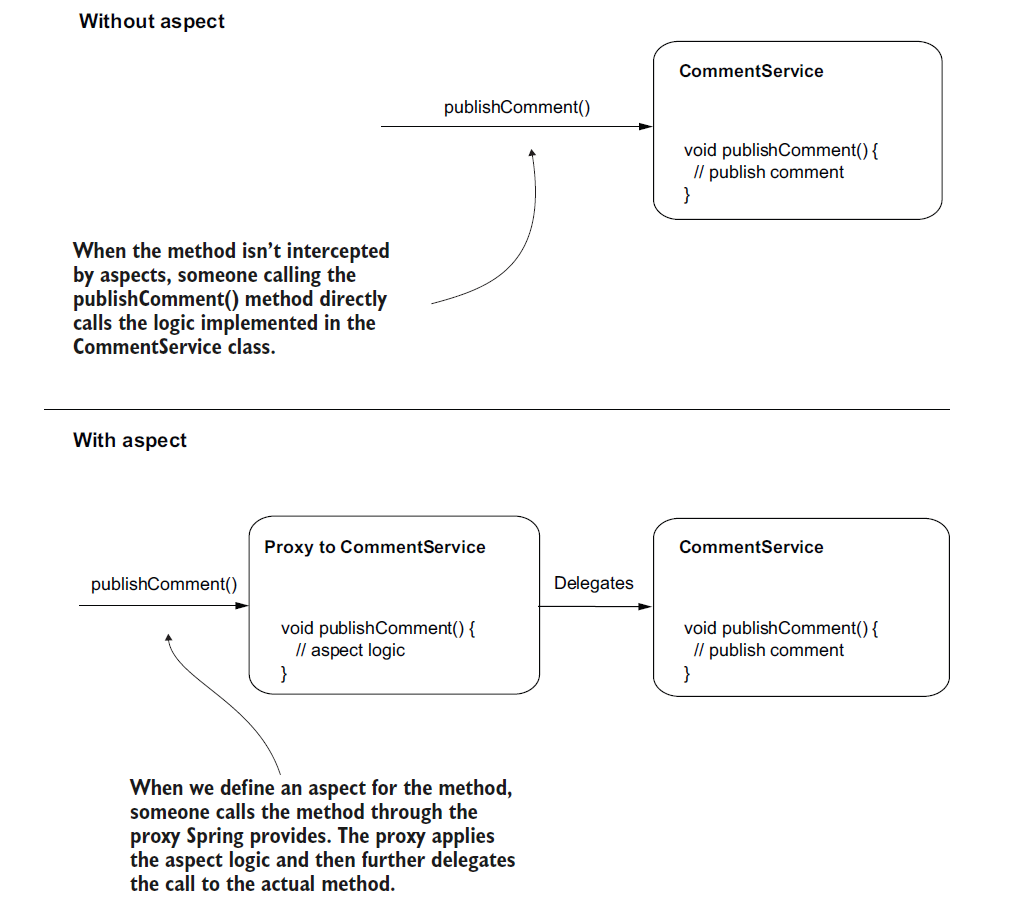 Without aspect
CommentService
publishComment()
void publishComment() {
// publish comment
}
When the method isn’t intercepted
by aspects, someone calling the
publishComment() method directly
calls the logic implemented in the
CommentService class.
With aspect
Proxy to CommentService
CommentService
publishComment()
Delegates
void publishComment() {
// aspect logic
}
void publishComment() {
// publish comment
}
When we define an aspect for the method,
someone calls the method through the
proxy Spring provides. The proxy applies
the aspect logic and then further delegates
the call to the actual method.